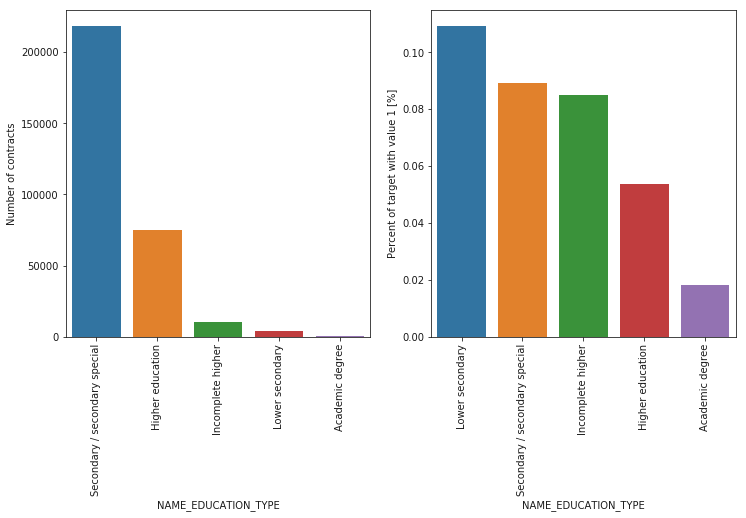 Number of contracts
200000
150000
100000
50000
0
Secondary / secondary special
Higher education
Incomplete higher
Lower secondary
Academic degree
NAME_EDUCATION_TYPE
Percent of target with value 1 [%]
0.10
0.08
0.06
0.04
0.02
0.00
Lower secondary
Secondary / secondary special
Incomplete higher
Higher education
Academic degree
NAME_EDUCATION_TYPE